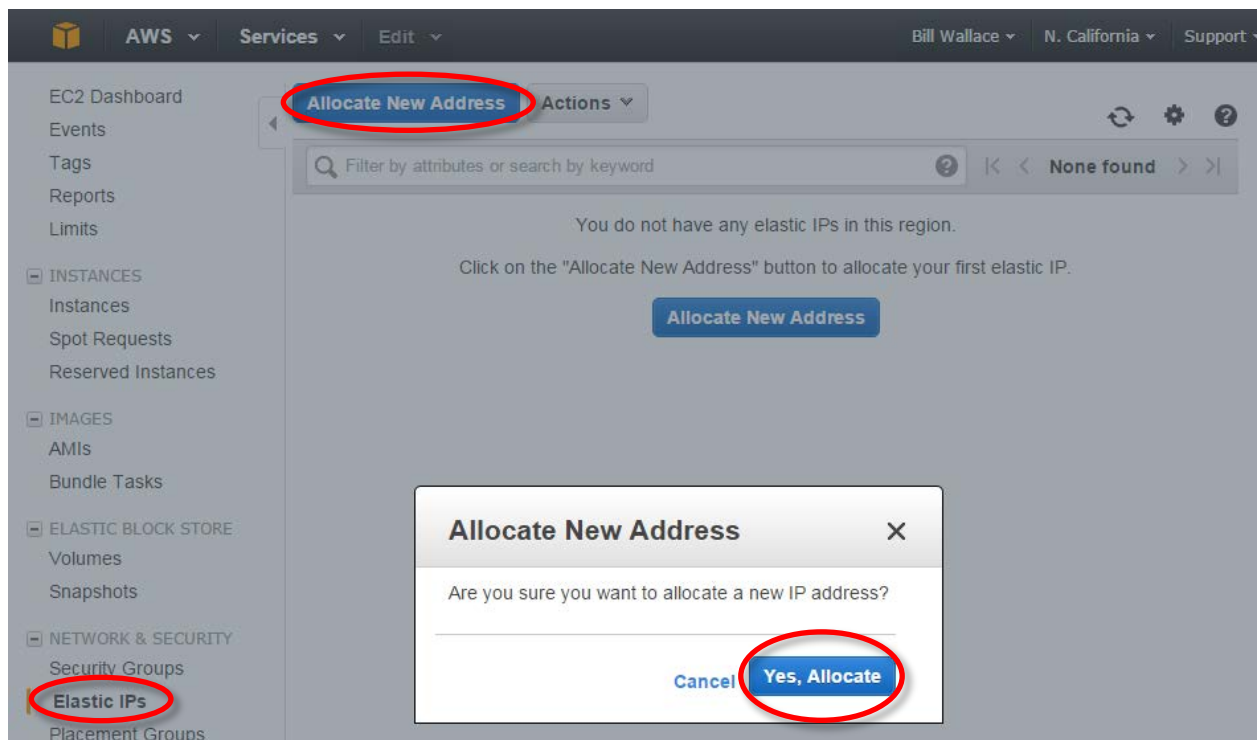 AWS Services Edit Bill Wallace N. California Support
EC2 Dashboard
Events
Tags
Reports
Limits
INSTANCES
Instances
Spot Requests
Reserved Instances
IMAGES
AMIs
Bundle Tasks
ELASTIC BLOCK STORE
Volumes
Snapshots
NETWORK & SECURITY
Security Groups
Elastic IPs
Placement Groups
Allocate New Address Actions
Filter by attributes or search by keyword None found
You do not have any elastic IPs in this region.
Click on the "Allocate New Address" button to allocate your first elastic IP.
Allocate New Address
Allocate New Address
Are you sure you want to allocate a new IP address?
Cancel Yes, Allocate